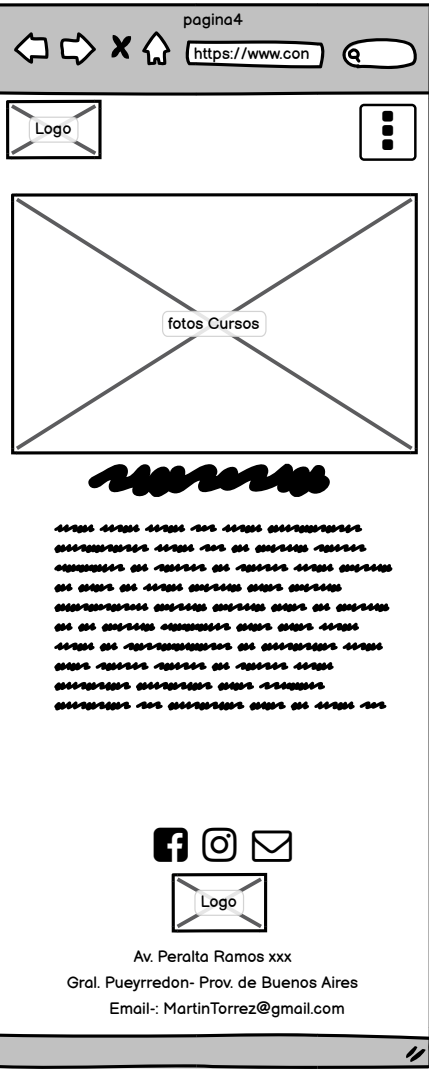 pagina4
https://www.con
Logo
fotos Cursos
Logo
Av. Peralta Ramos xxx
Gral. Pueyrredon- Prov. de Buenos Aires
Email-: MartinTorrez@gmail.com